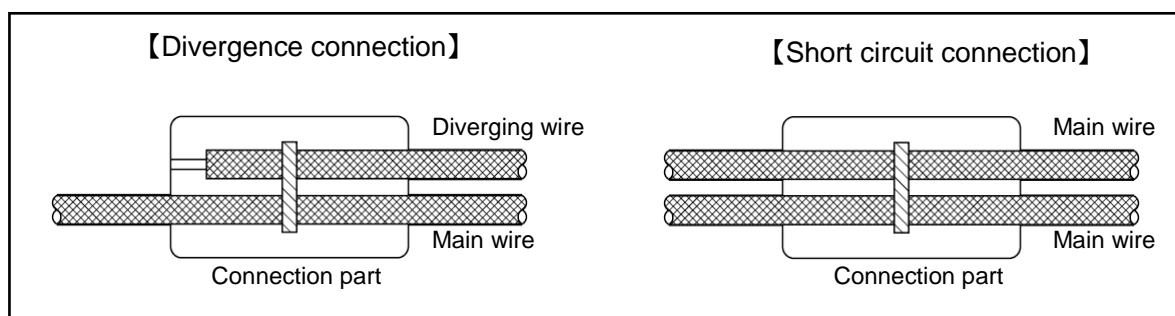 【Divergence connection】
Diverging wire
Main wire
Connection part
【Short circuit connection】
Main wire
Main wire
Connection part